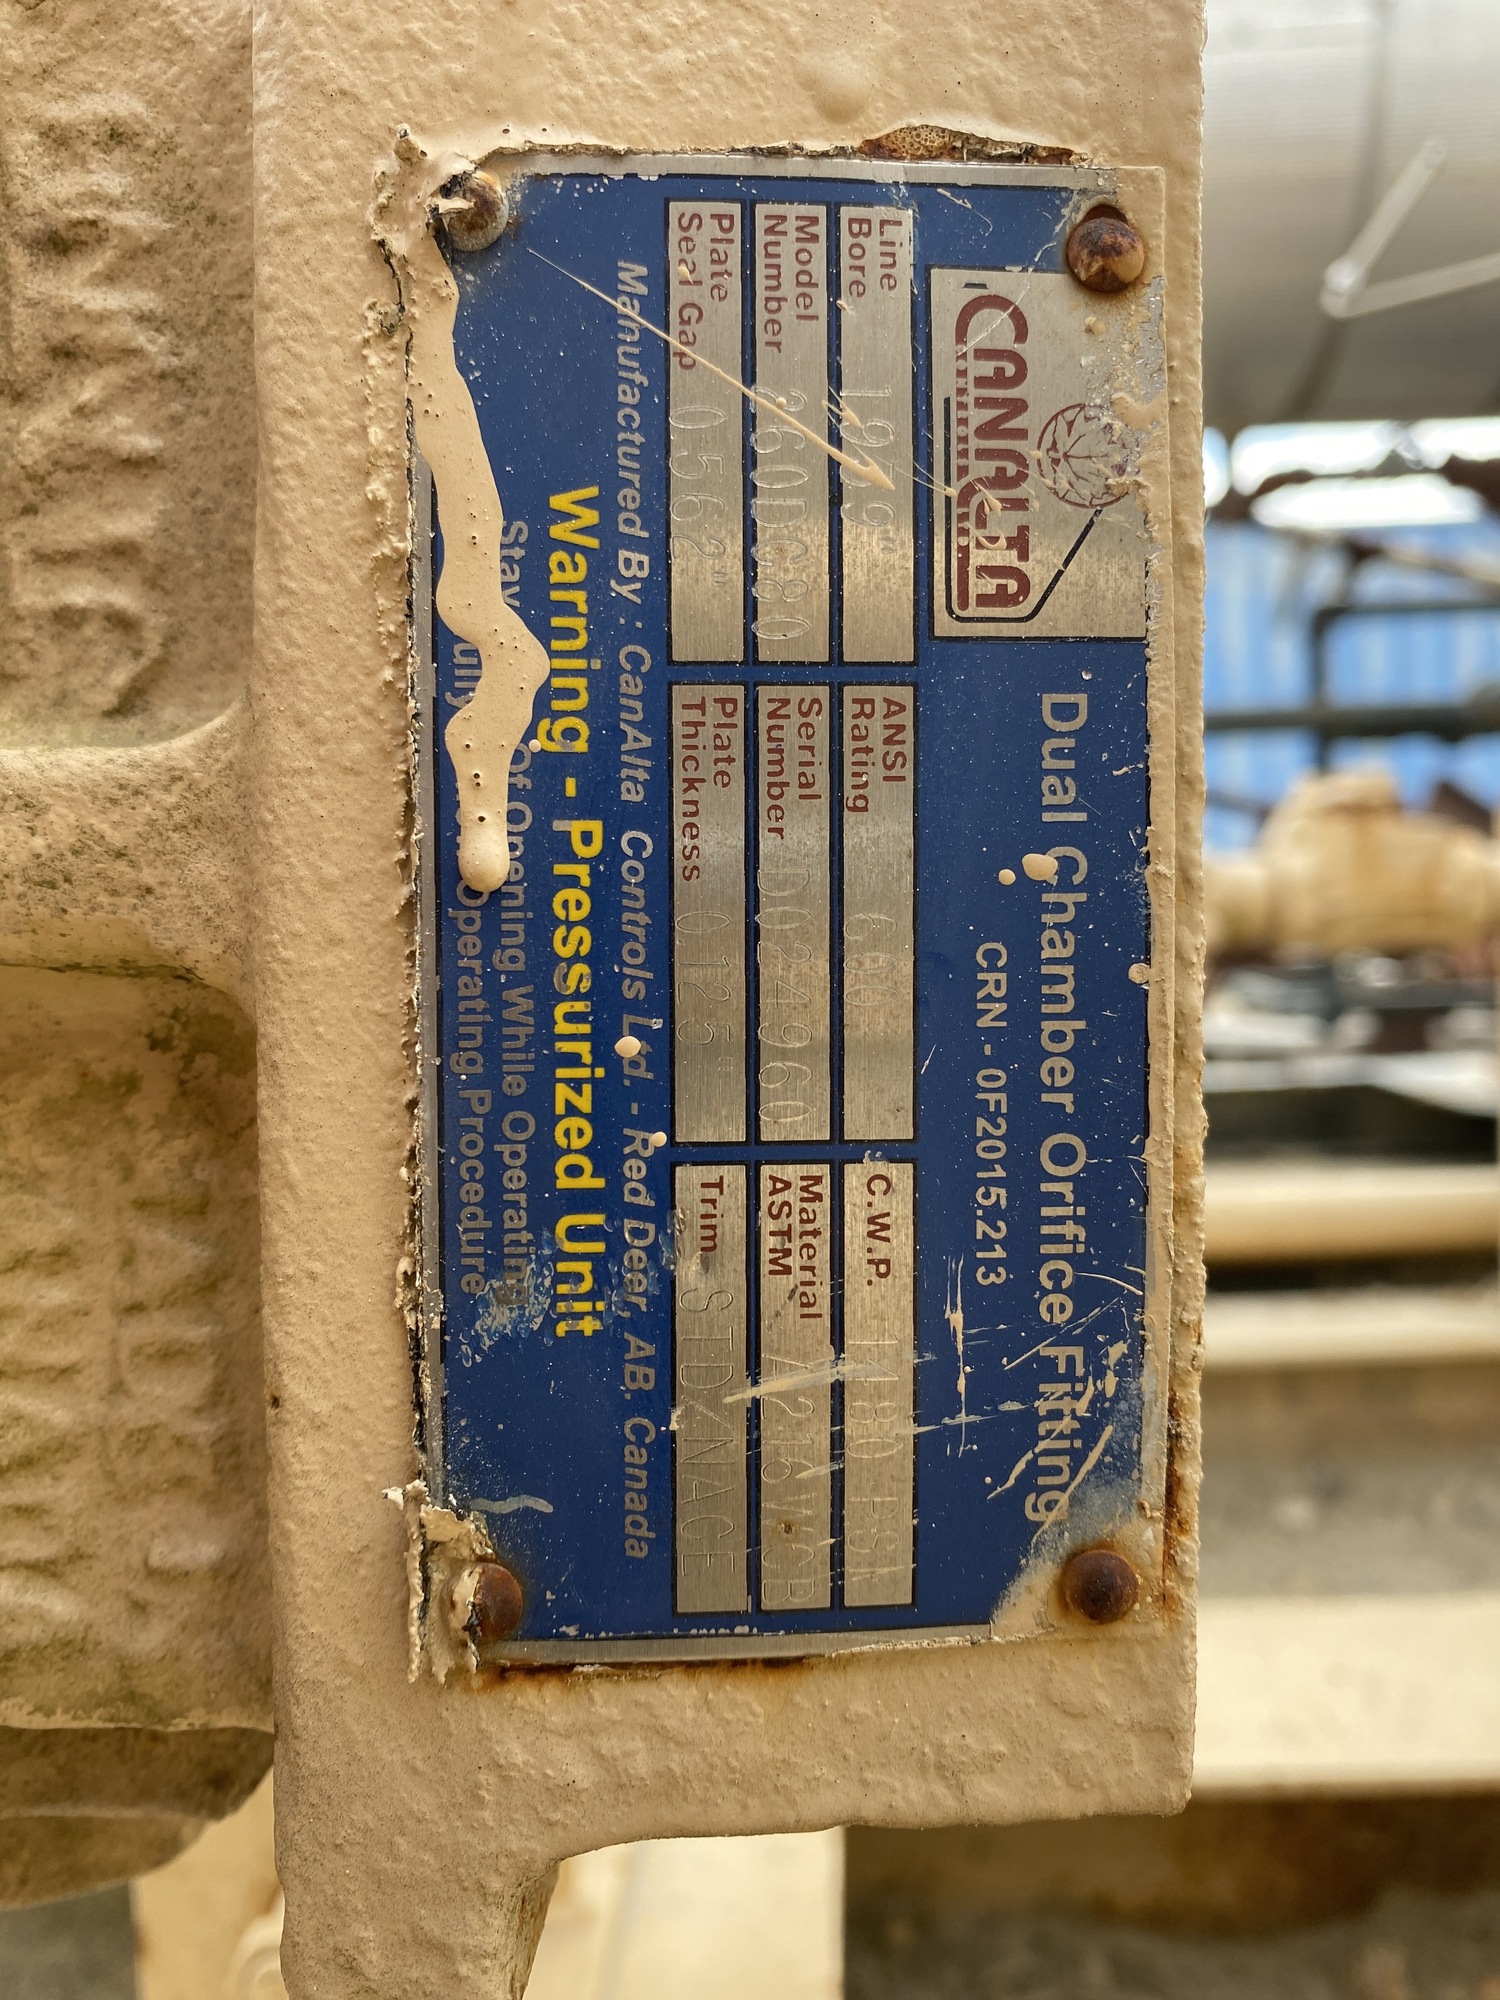 CANALTA
Dual Chamber Orifice Fitting
CRN - 0F2015.213
Line Bore 1.939"
ANSI Rating 600
C.W.P. 1480 PSI
Model Number 260DC80
Serial Number D024960
Material ASTM A216WCB
Plate Seal Gap 0.562"
Plate Thickness 0.125"
Trim STD/NACE
Manufactured By : CanAlta Controls Ltd. - Red Deer, AB. Canada
Warning - Pressurized Unit
Stay Of Opening While Operating
Operating Procedure